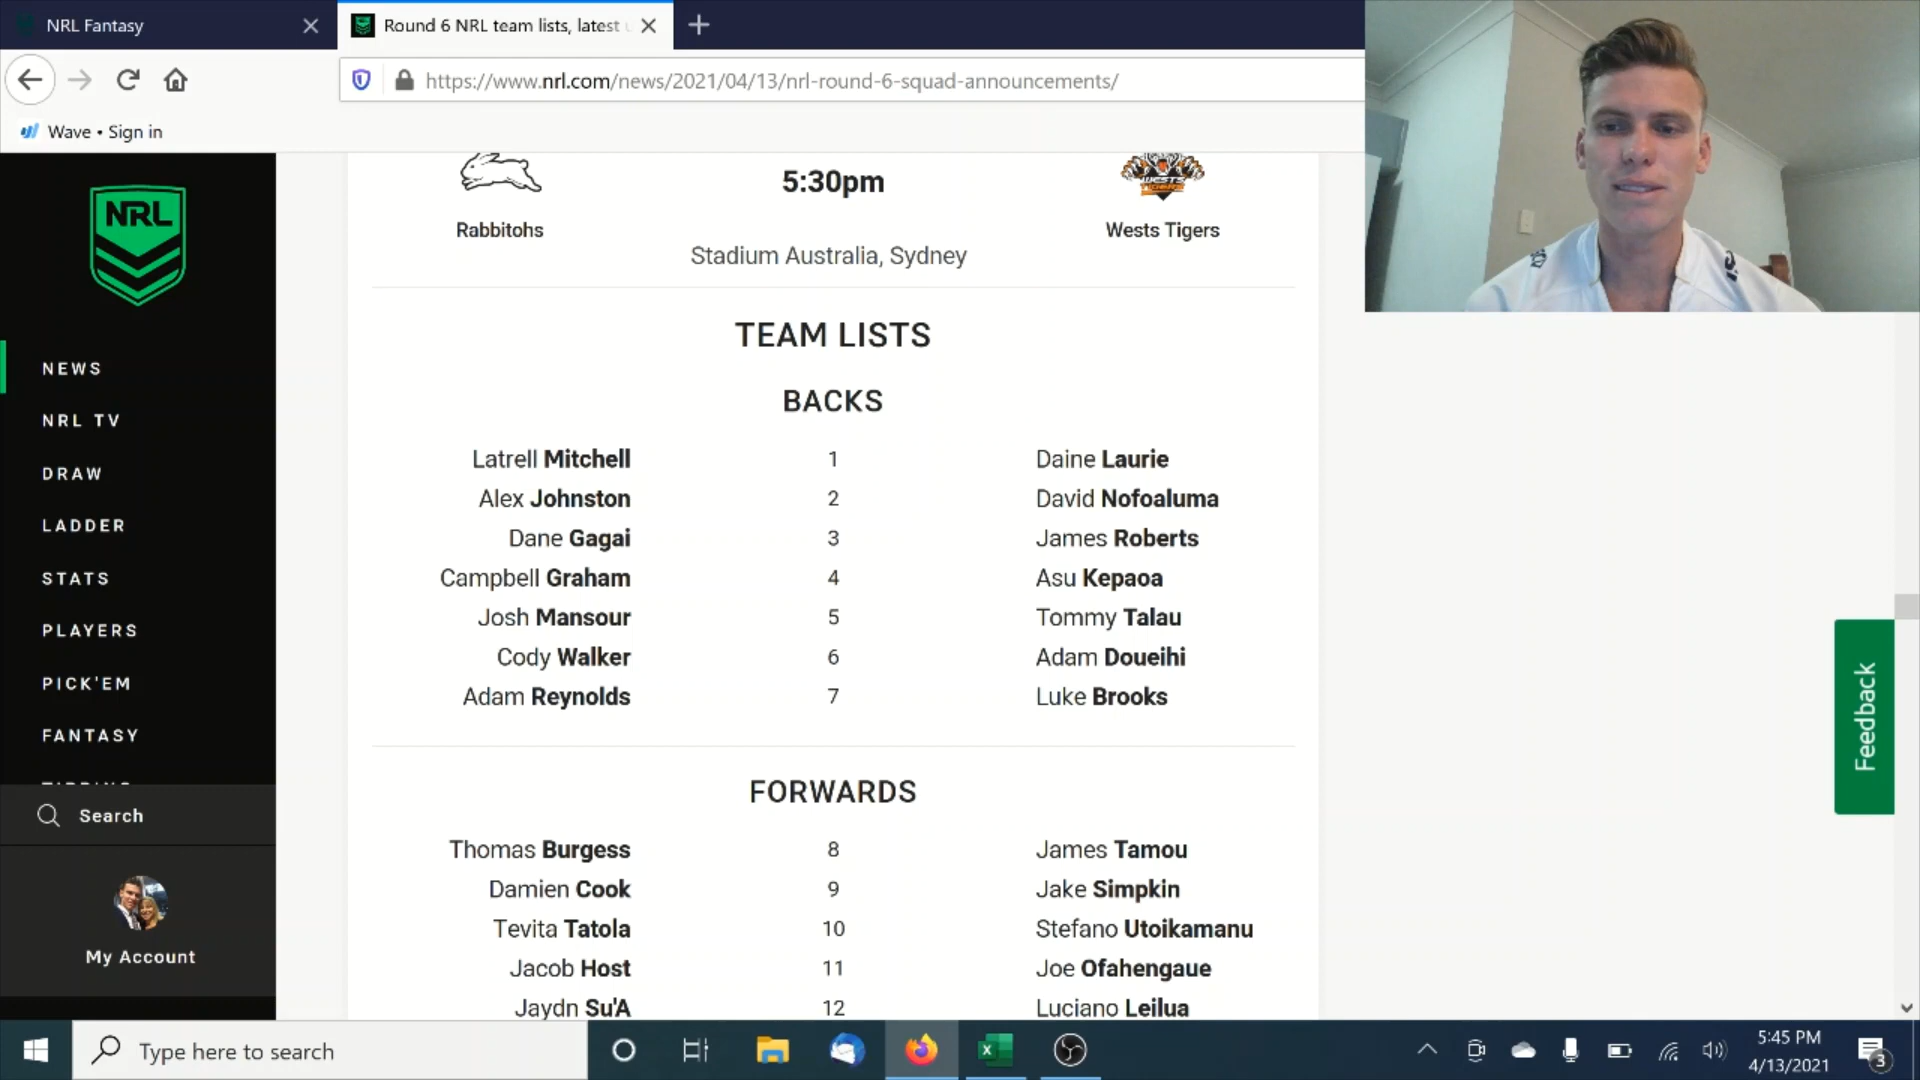 NRL Fantasy
Round 6 NRL team lists, latest
https://www.nrl.com/news/2021/04/13/nrl-round-6-squad-announcements/
Wave • Sign in
NRL
NEWS
NRL TV
DRAW
LADDER
STATS
PLAYERS
PICK'EM
FANTASY
Search
My Account
5:30pm
WESTS
Rabbitohs
Wests Tigers
Stadium Australia, Sydney
TEAM LISTS
BACKS
Latrell Mitchell 1 Daine Laurie
Alex Johnston 2 David Nofoaluma
Dane Gagai 3 James Roberts
Campbell Graham 4 Asu Kepaoa
Josh Mansour 5 Tommy Talau
Cody Walker 6 Adam Doueihi
Adam Reynolds 7 Luke Brooks
FORWARDS
Thomas Burgess 8 James Tamou
Damien Cook 9 Jake Simpkin
Tevita Tatola 10 Stefano Utoikamanu
Jacob Host 11 Joe Ofahengaue
Jaydn Su'A 12 Luciano Leilua
Feedback
Type here to search
5:45 PM
4/13/2021
3